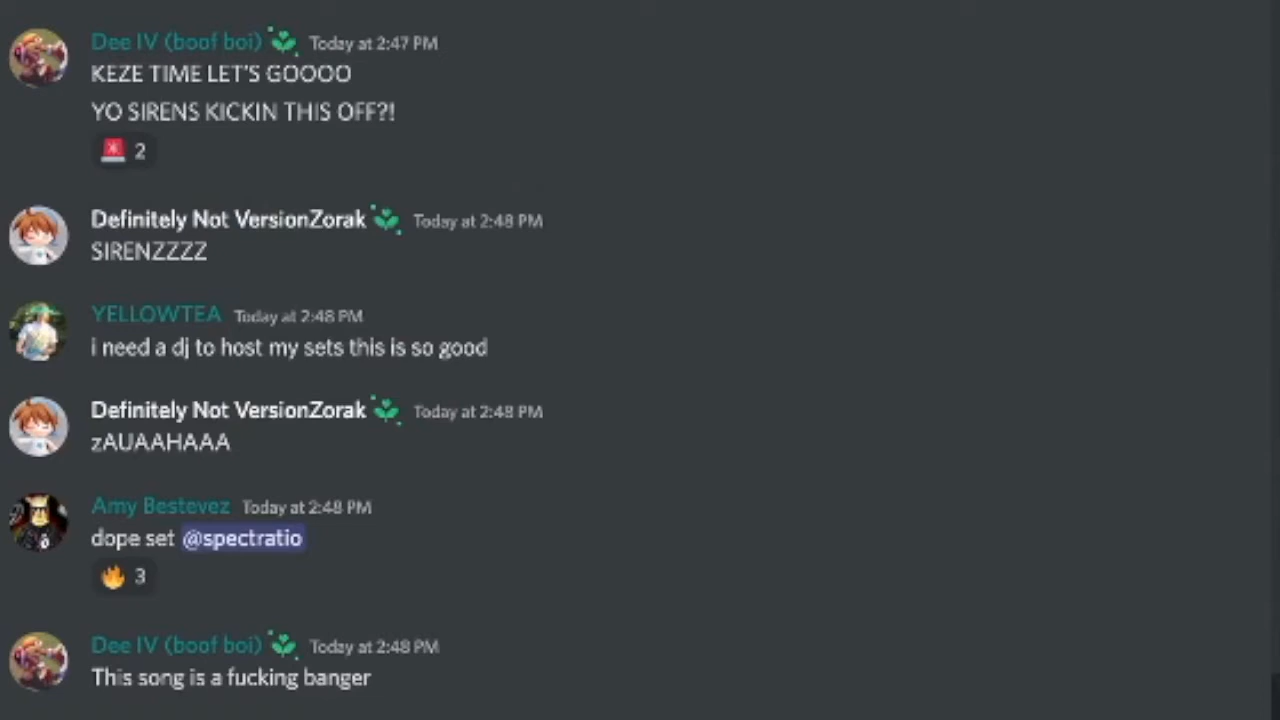 Dee IV (boof boi) Today at 2:47 PM
KEZE TIME LET'S GOOOO
YO SIRENS KICKIN THIS OFF?!
2
Definitely Not VersionZorak Today at 2:48 PM
SIRENZZZZ
YELLOWTEA Today at 2:48 PM
i need a dj to host my sets this is so good
Definitely Not VersionZorak Today at 2:48 PM
zAUAAHAAA
Amy Bestevez Today at 2:48 PM
dope set @spectratio
3
Dee IV (boof boi) Today at 2:48 PM
This song is a fucking banger